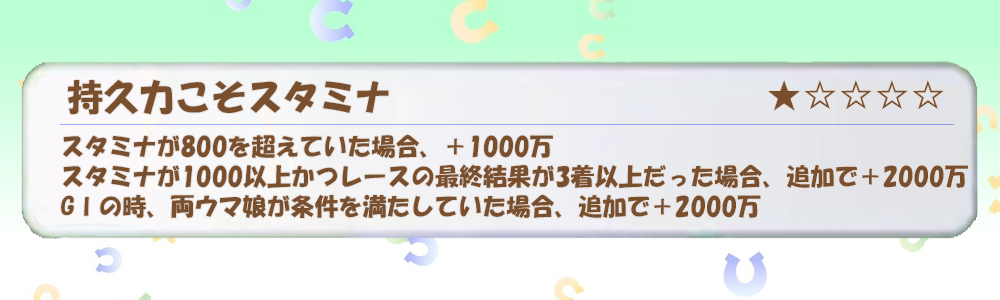 持久力こそスタミナ ★☆☆☆☆
スタミナが800を超えていた場合、＋1000万
スタミナが1000以上かつレースの最終結果が3着以上だった場合、追加で＋2000万
GⅠの時、両ウマ娘が条件を満たしていた場合、追加で＋2000万